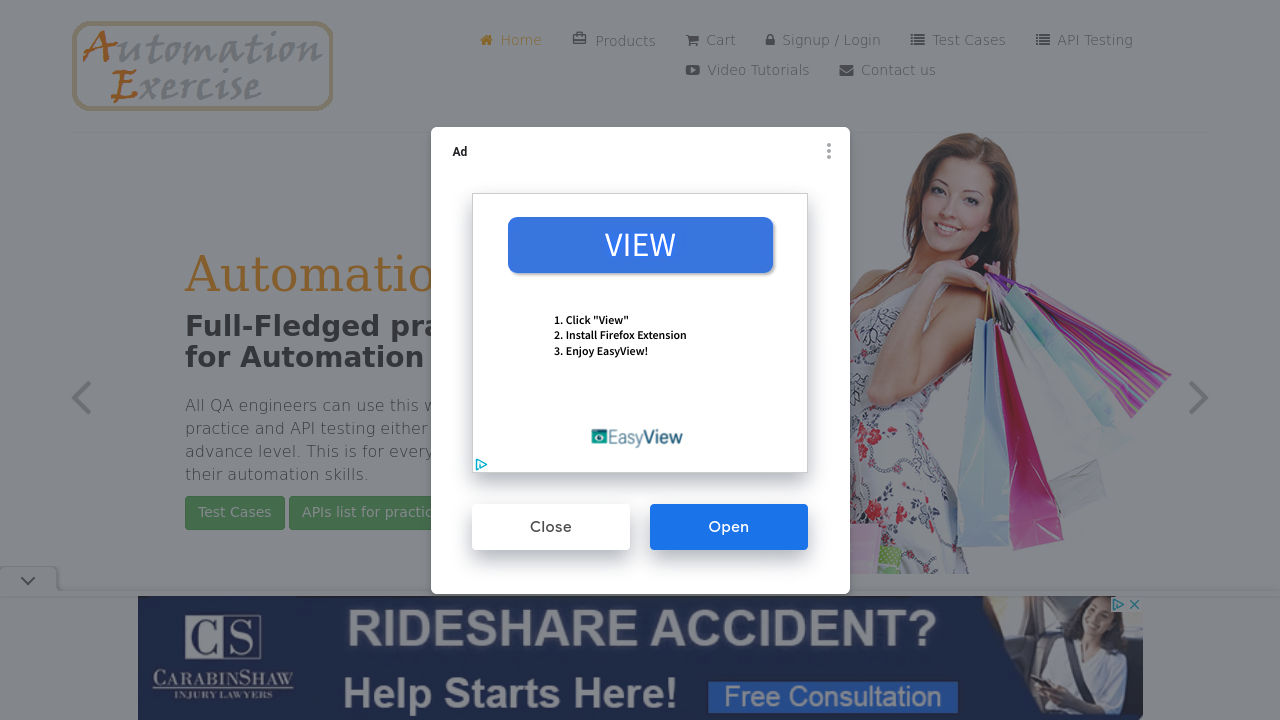 Automation
Exercise
Home
Products
Cart
Signup / Login
Test Cases
API Testing
Video Tutorials
Contact us
Ad
VIEW
1. Click "View"
2. Install Firefox Extension
3. Enjoy EasyView!
EasyView
Close
Open
Automatio
Full-Fledged pra
for Automation
All QA engineers can use this w
practice and API testing either
advance level. This is for every
their automation skills.
Test Cases
APIs list for practic
CS
CARABINSHAW
INJURY LAWYERS
RIDESHARE ACCIDENT?
Help Starts Here!
Free Consultation